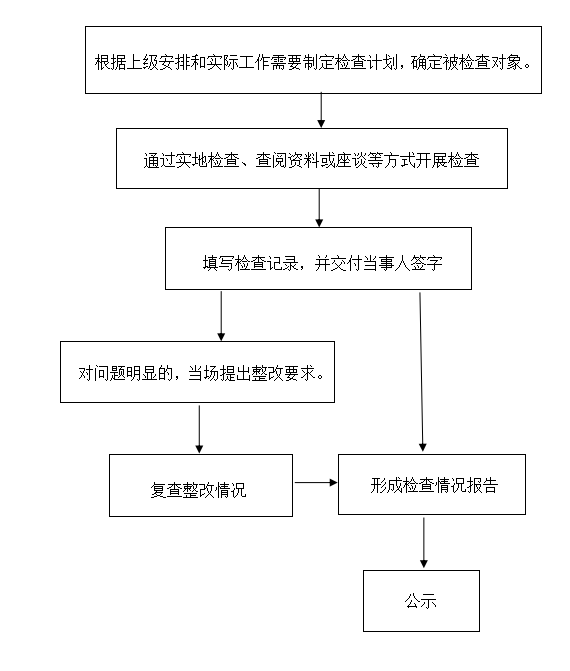 根据上级安排和实际工作需要制定检查计划，确定被检查对象。
通过实地检查、查阅资料或座谈等方式开展检查
填写检查记录，并交付当事人签字
对问题明显的，当场提出整改要求。
复查整改情况
形成检查情况报告
公示